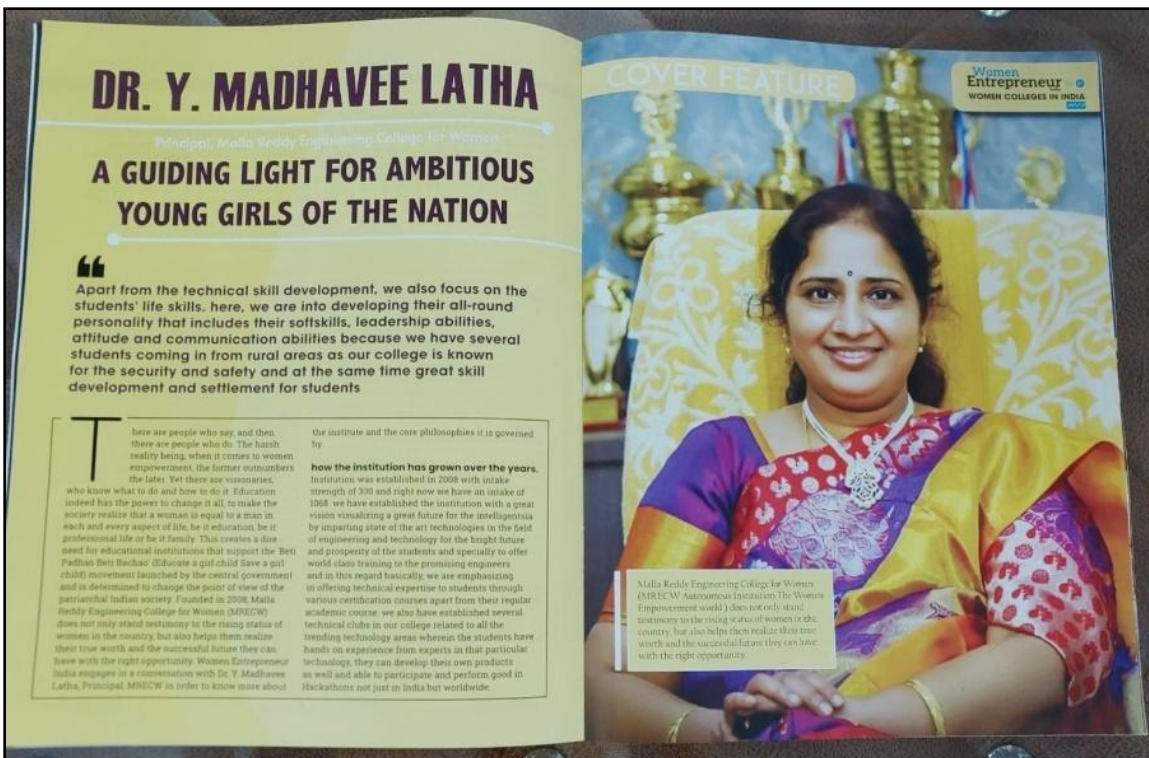 DR. Y. MADHAVEE LATHA
Principal, Malla Reddy Engineering College for Women
A GUIDING LIGHT FOR AMBITIOUS
YOUNG GIRLS OF THE NATION
“
Apart from the technical skill development, we also focus on the
students' life skills. here, we are into developing their all-round
personality that includes their softskills, leadership abilities,
attitude and communication abilities because we have several
students coming in from rural areas as our college is known
for the security and safety and at the same time great skill
development and settlement for students
There are people who say, and then
there are people who do. The harsh
reality being, when it comes to women
empowerment, the former outnumbers
the later. Yet there are visionaries,
who know what to do and how to do it. Education
indeed has the power to change it all, to make the
society realize that a woman is equal to a man in
each and every aspect of life, be it education, be it
professional life or be it family. This creates a dire
need for educational institutions that support the 'Beti
Padhao Beti Bachao' (Educate a girl child Save a girl
child) movement launched by the central government
and is determined to change the point of view of the
patriarchal Indian society. Founded in 2008, Malla
Reddy Engineering College for Women (MRECW)
does not only stand testimony to the rising status of
women in the country, but also helps them realize
their true worth and the successful future they can
have with the right opportunity. Women Entrepreneur
India engages in a conversation with Dr. Y. Madhavee
Latha, Principal, MRECW in order to know more about
the institute and the core philosophies it is governed
by.
how the institution has grown over the years.
Institution was established in 2008 with intake
strength of 300 and right now we have an intake of
1068. we have established the institution with a great
vision visualizing a great future for the intelligentsia
by imparting state of the art technologies in the field
of engineering and technology for the bright future
and prosperity of the students and specially to offer
world class training to the promising engineers
and in this regard basically, we are emphasizing
in offering technical expertise to students through
various certification courses apart from their regular
academic course. we also have established several
technical clubs in our college related to all the
trending technology areas wherein the students have
hands on experience from experts in that particular
technology, they can develop their own products
as well and able to participate and perform good in
Hackathons not just in India but worldwide.
COVER FEATURE
Women
Entrepreneur
WOMEN COLLEGES IN INDIA
Malla Reddy Engineering College for Women
(MRECW Autonomous Institution-The Women
Empowerment world ) does not only stand
testimony to the rising status of women in the
country, but also helps them realize their true
worth and the successful future they can have
with the right opportunity.